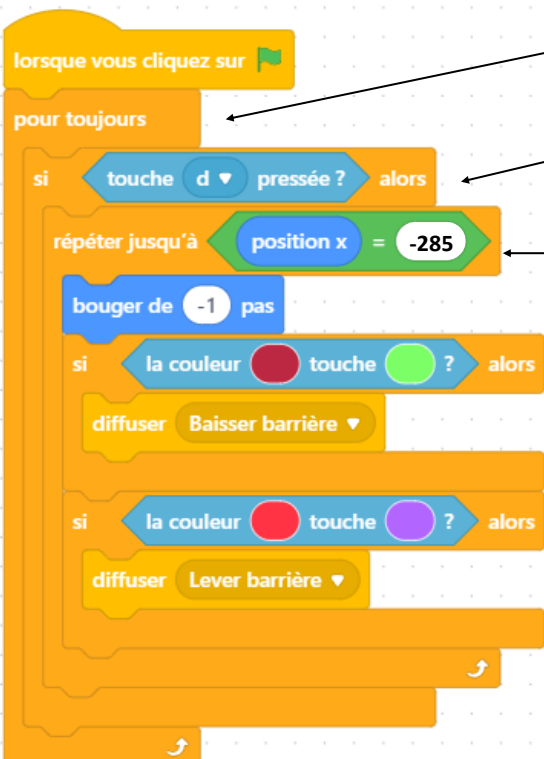 lorsque vous cliquez sur
pour toujours
si touche d pressée ? alors
répéter jusqu'à position x = -285
bouger de -1 pas
si la couleur touche ? alors
diffuser Baisser barrière
si la couleur touche ? alors
diffuser Lever barrière